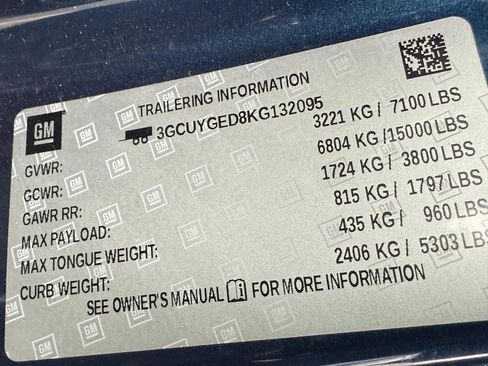 GM
TRAILERING INFORMATION
3GCUYGED8KG132095
GVWR: 3221 KG / 7100 LBS
GCWR: 6804 KG/15000 LBS
GAWR RR: 1724 KG / 3800 LBS
MAX PAYLOAD: 815 KG / 1797 LBS
MAX TONGUE WEIGHT: 435 KG / 960 LBS
CURB WEIGHT: 2406 KG / 5303 LBS
SEE OWNER'S MANUAL i FOR MORE INFORMATION